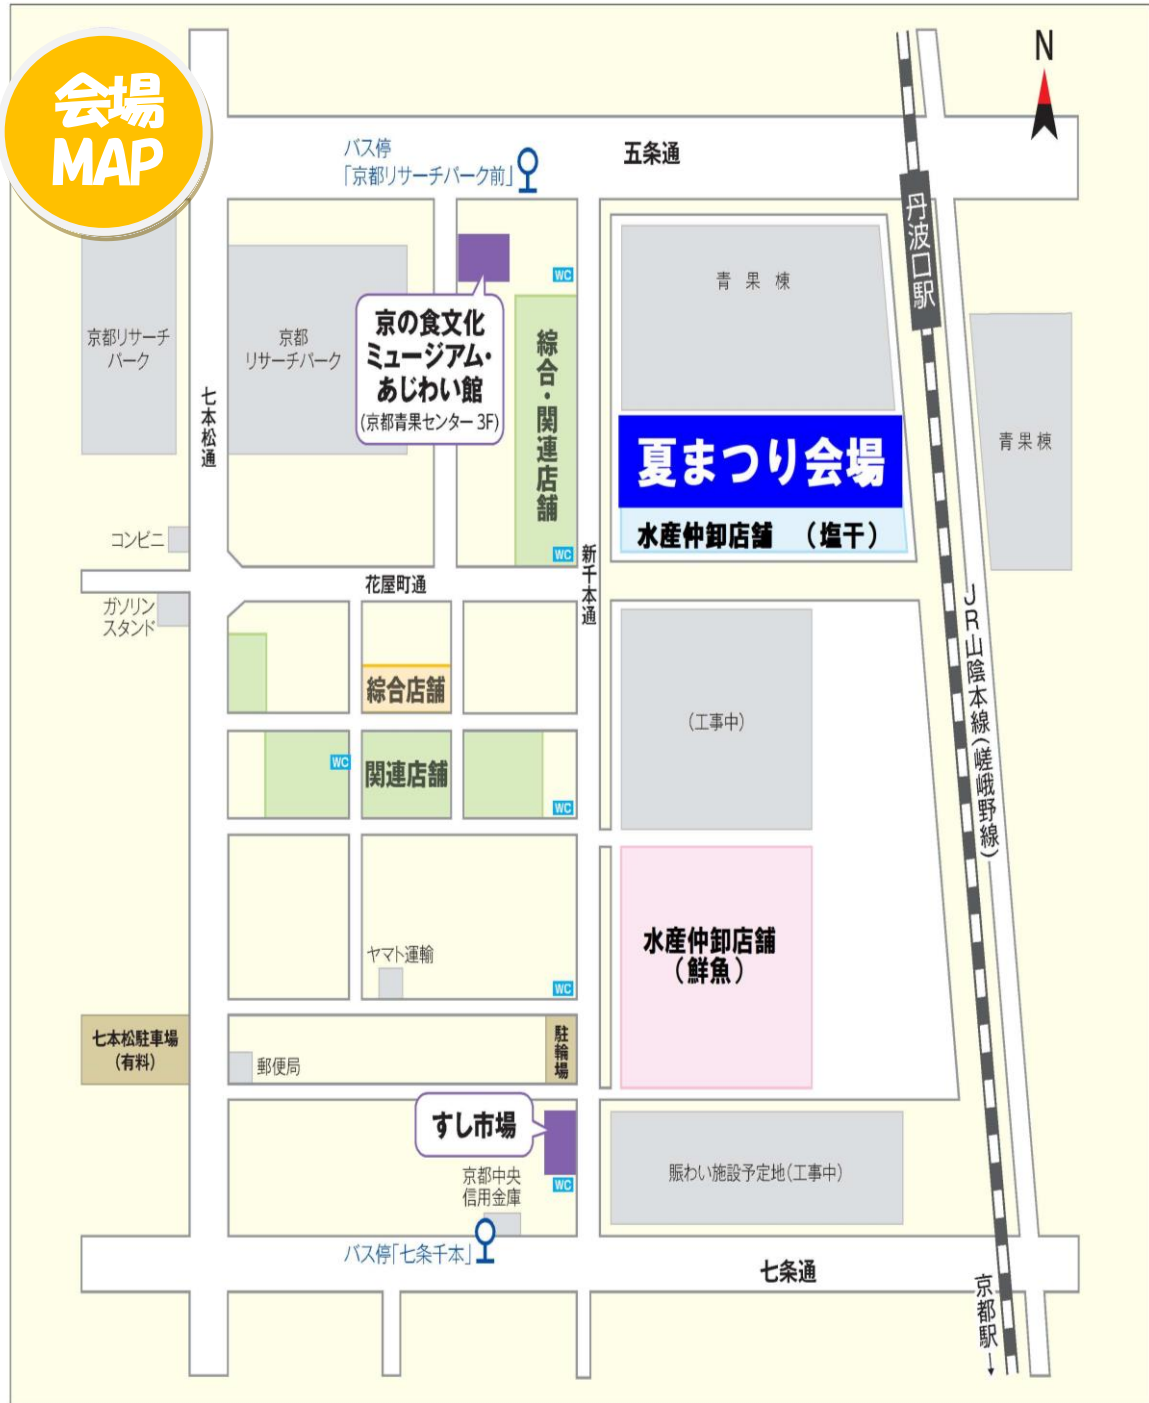 会場
MAP
N
バス停
「京都リサーチパーク前」
五条通
丹波口駅
WC
青果棟
京の食文化
ミュージアム・
あじわい館
(京都青果センター 3F)
京都リサーチ
パーク
京都
リサーチパーク
綜合・関連店舗
七本松通
夏まつり会場
青果棟
水産仲卸店舗 （塩干）
コンビニ
WC
新千本通
花屋町通
ガソリン
スタンド
JR山陰本線(嵯峨野線)
綜合店舗
(工事中)
WC
関連店舗
WC
水産仲卸店舗
（鮮魚）
ヤマト運輸
WC
七本松駐車場
(有料)
駐輪場
郵便局
すし市場
WC
京都中央
信用金庫
賑わい施設予定地(工事中)
バス停「七条千本」
七条通
京都駅